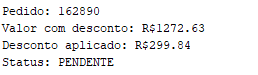 Pedido: 162890
Valor com desconto: R$1272.63
Desconto aplicado: R$299.84
Status: PENDENTE